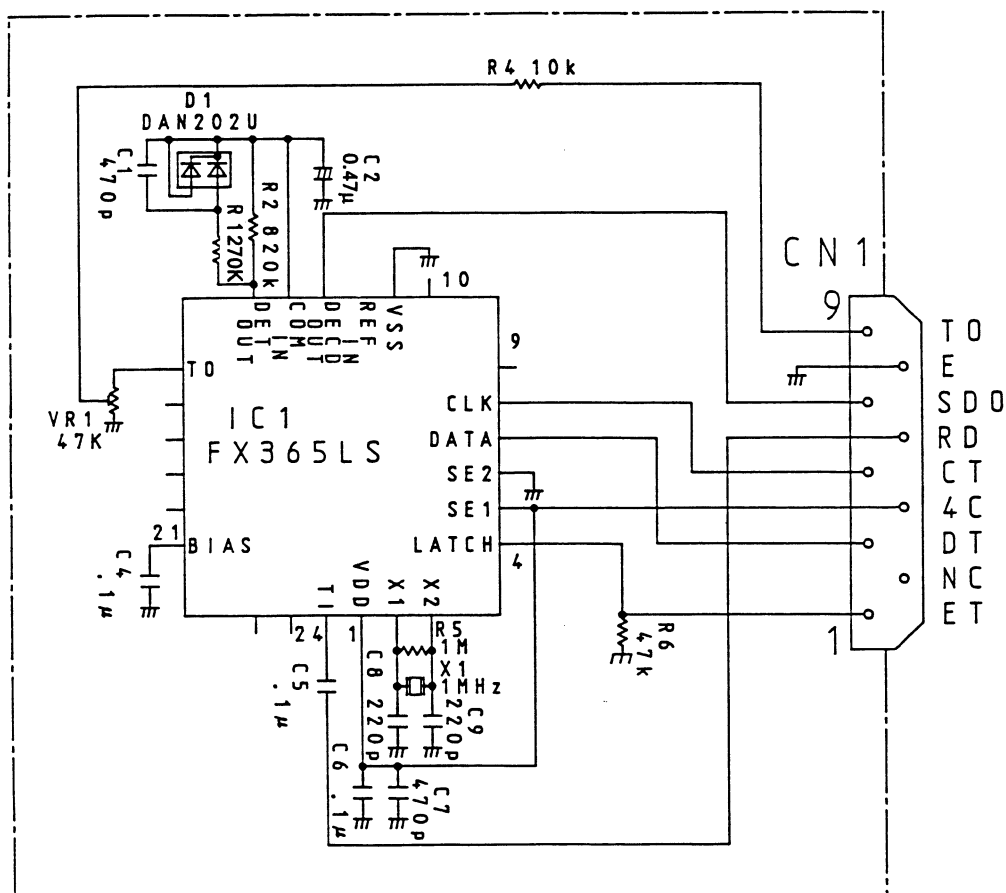 R4 10k
D1
DAN202U
C1
470p
C2
0.47µ
R1 270K
R2 820k
CN1
9
TO
E
SDO
RD
CT
4C
DT
NC
ET
1
10
9
DET OUT
COM IN
DECD OUT
REF IN
VSS
TO
VR1
47K
IC1
FX365LS
CLK
DATA
SE2
SE1
LATCH
4
21
BIAS
C4
.1µ
TI
VDD
X1
X2
24
1
R5
1M
X1
1MHz
R6
47k
C5
.1µ
C8
220p
C9
220p
C6
.1µ
C7
470p